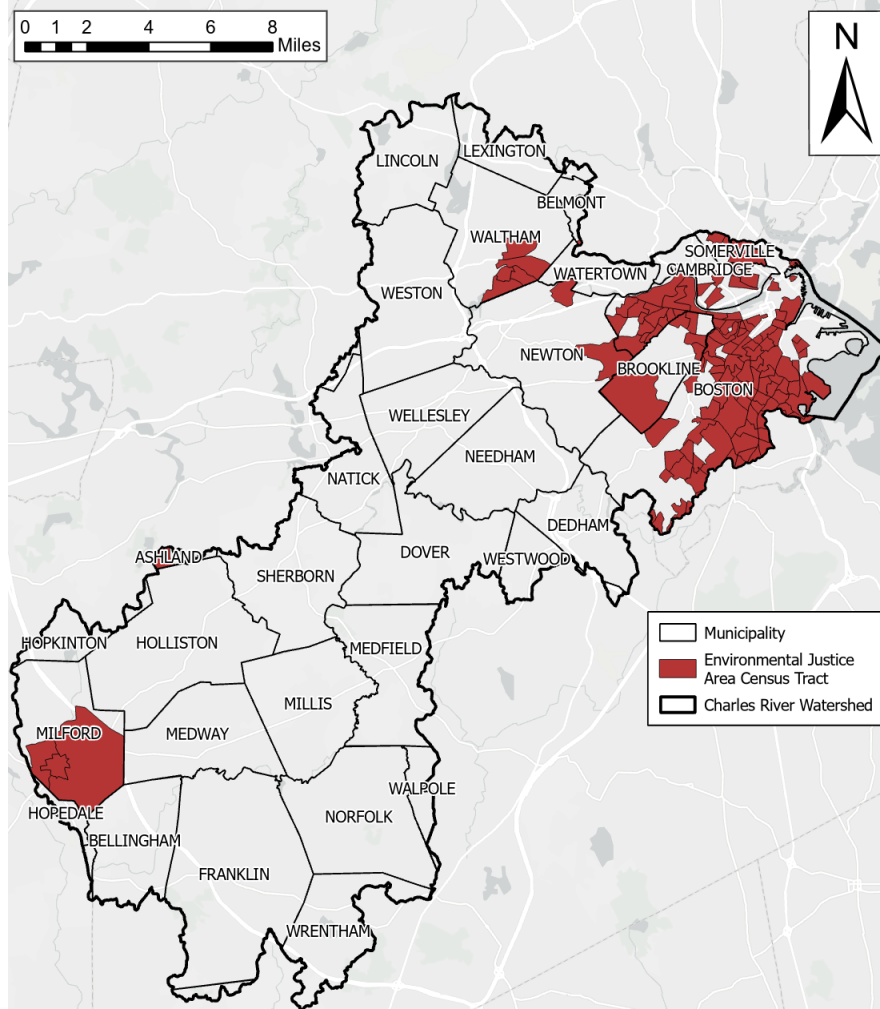 0 1 2 4 6 8
Miles
N
LEXINGTON
LINCOLN
BELMONT
WALTHAM
SOMERVILLE
CAMBRIDGE
WATERTOWN
WESTON
NEWTON
BROOKLINE
BOSTON
WELLESLEY
NEEDHAM
NATICK
DEDHAM
DOVER
WESTWOOD
ASHLAND
SHERBORN
HOPKINTON
HOLLISTON
MEDFIELD
Municipality
Environmental Justice
Area Census Tract
Charles River Watershed
MILLIS
MILFORD
MEDWAY
WALPOLE
HOPEDALE
NORFOLK
BELLINGHAM
FRANKLIN
WRENTHAM